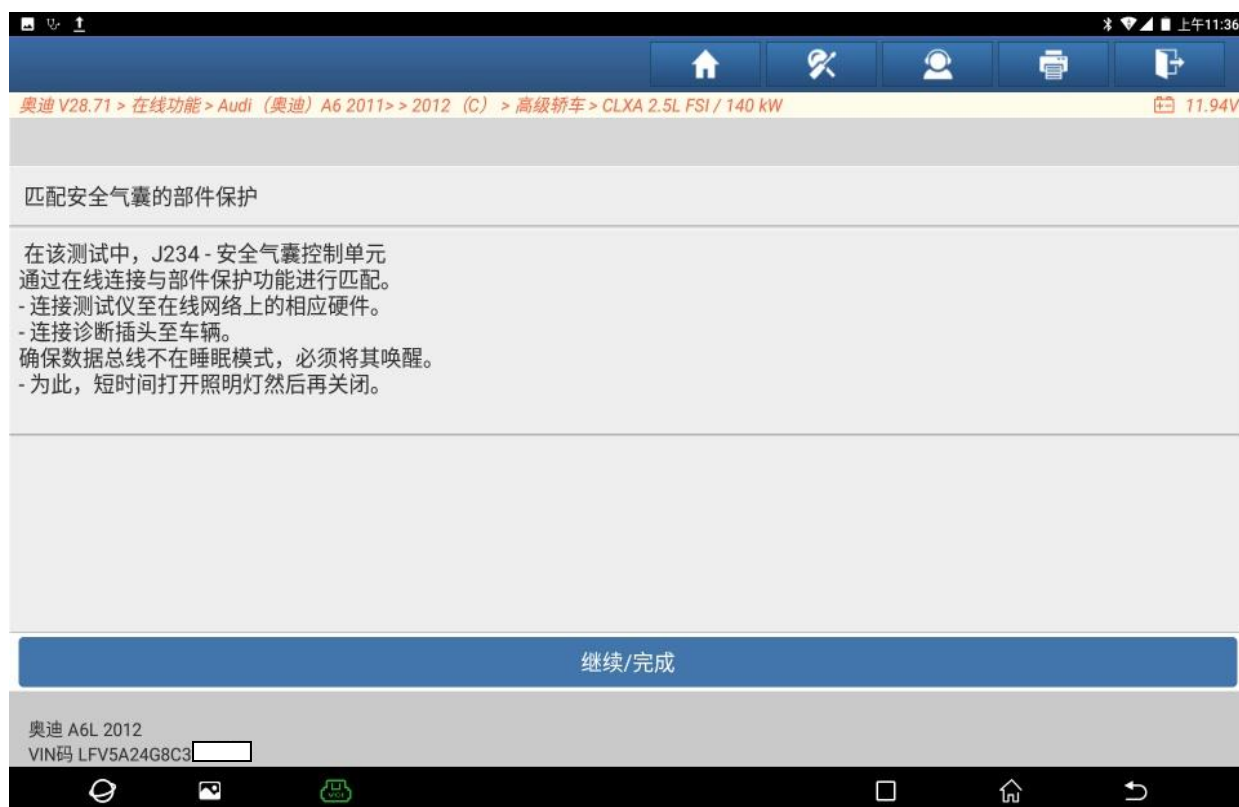 上午11:36
奥迪 V28.71 > 在线功能 > Audi（奥迪）A6 2011> > 2012（C）> 高级轿车 > CLXA 2.5L FSI / 140 kW 11.94V
匹配安全气囊的部件保护
在该测试中，J234 - 安全气囊控制单元
通过在线连接与部件保护功能进行匹配。
- 连接测试仪至在线网络上的相应硬件。
- 连接诊断插头至车辆。
确保数据总线不在睡眠模式，必须将其唤醒。
- 为此，短时间打开照明灯然后再关闭。
继续/完成
奥迪 A6L 2012
VIN码 LFV5A24G8C3
VCI